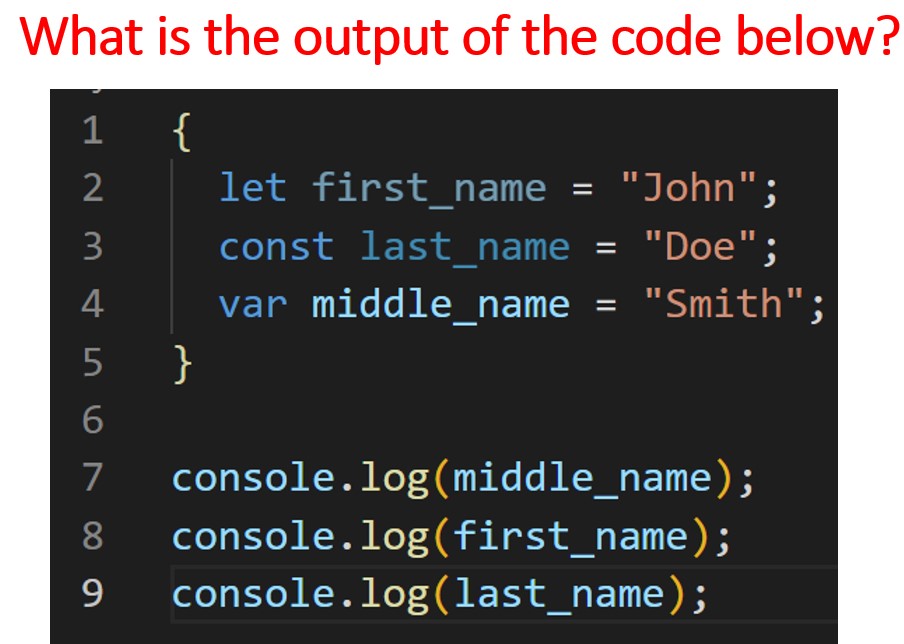 What is the output of the code below?
1 {
2 let first_name = "John";
3 const last_name = "Doe";
4 var middle_name = "Smith";
5 }
6
7 console.log(middle_name);
8 console.log(first_name);
9 console.log(last_name);